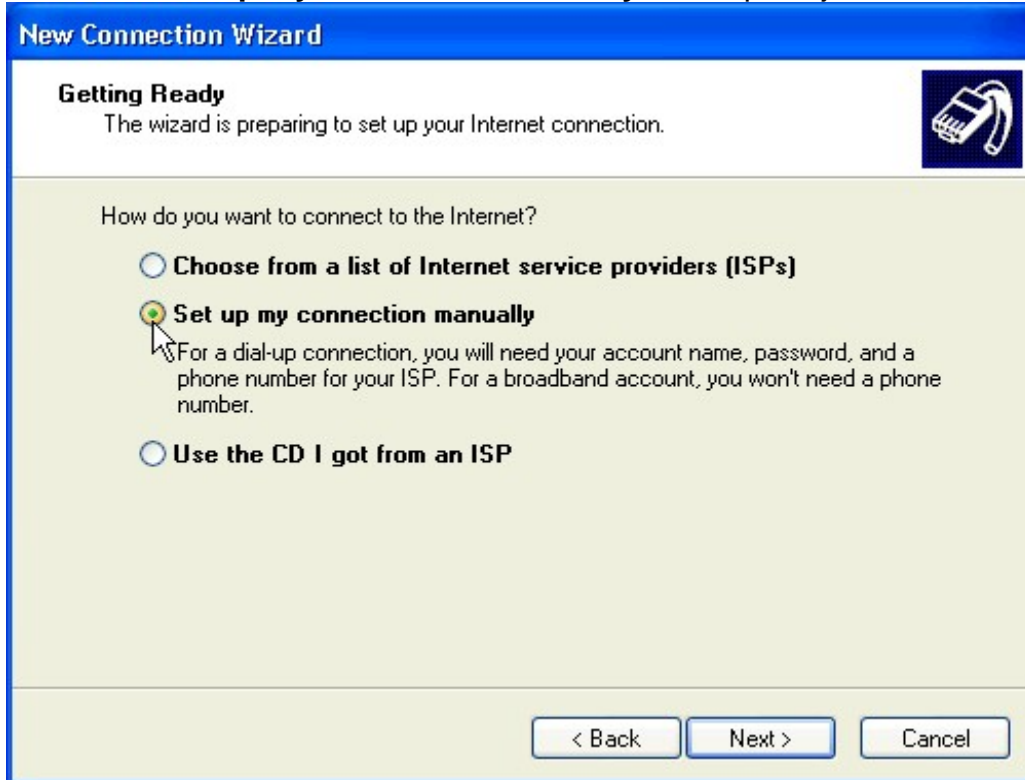 New Connection Wizard
Getting Ready
The wizard is preparing to set up your Internet connection.
How do you want to connect to the Internet?
Choose from a list of Internet service providers (ISPs)
Set up my connection manually
For a dial-up connection, you will need your account name, password, and a
phone number for your ISP. For a broadband account, you won't need a phone
number.
Use the CD I got from an ISP
< Back Next > Cancel